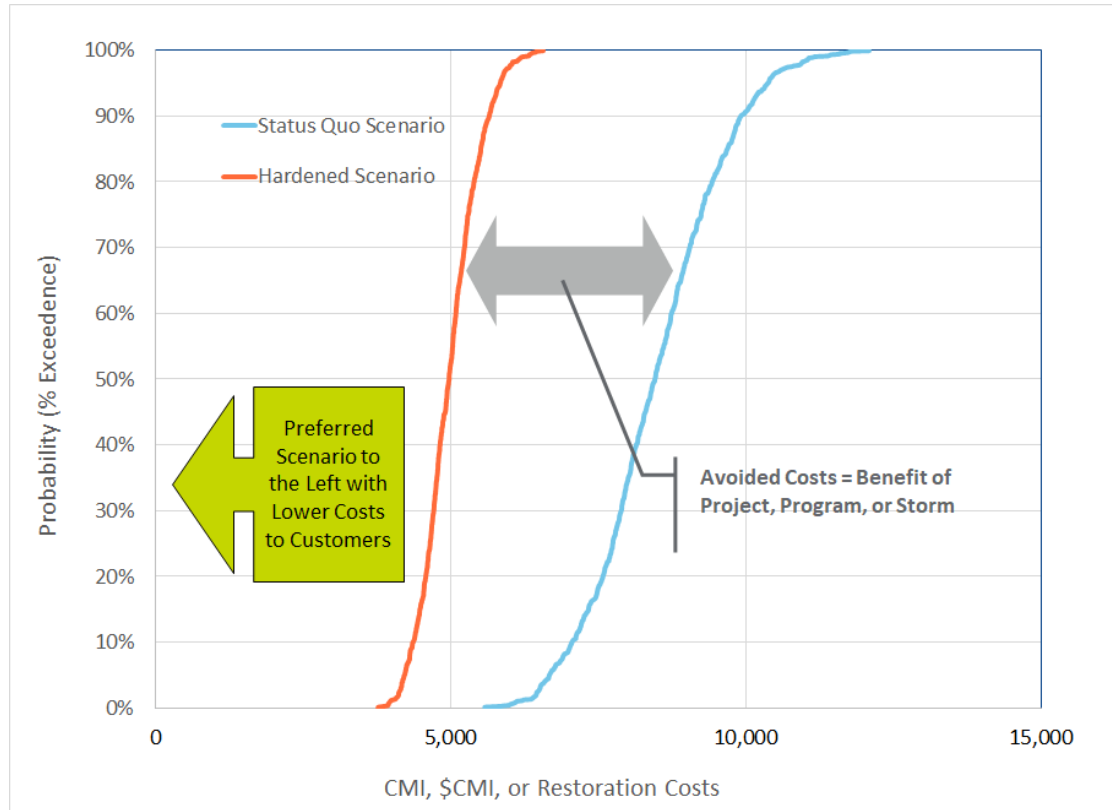 100%
90%
80%
70%
60%
50%
40%
30%
20%
10%
0%
Probability (% Exceedence)
Status Quo Scenario
Hardened Scenario
Preferred
Scenario to
the Left with
Lower Costs
to Customers
Avoided Costs = Benefit of
Project, Program, or Storm
0
5,000
10,000
15,000
CMI, $CMI, or Restoration Costs